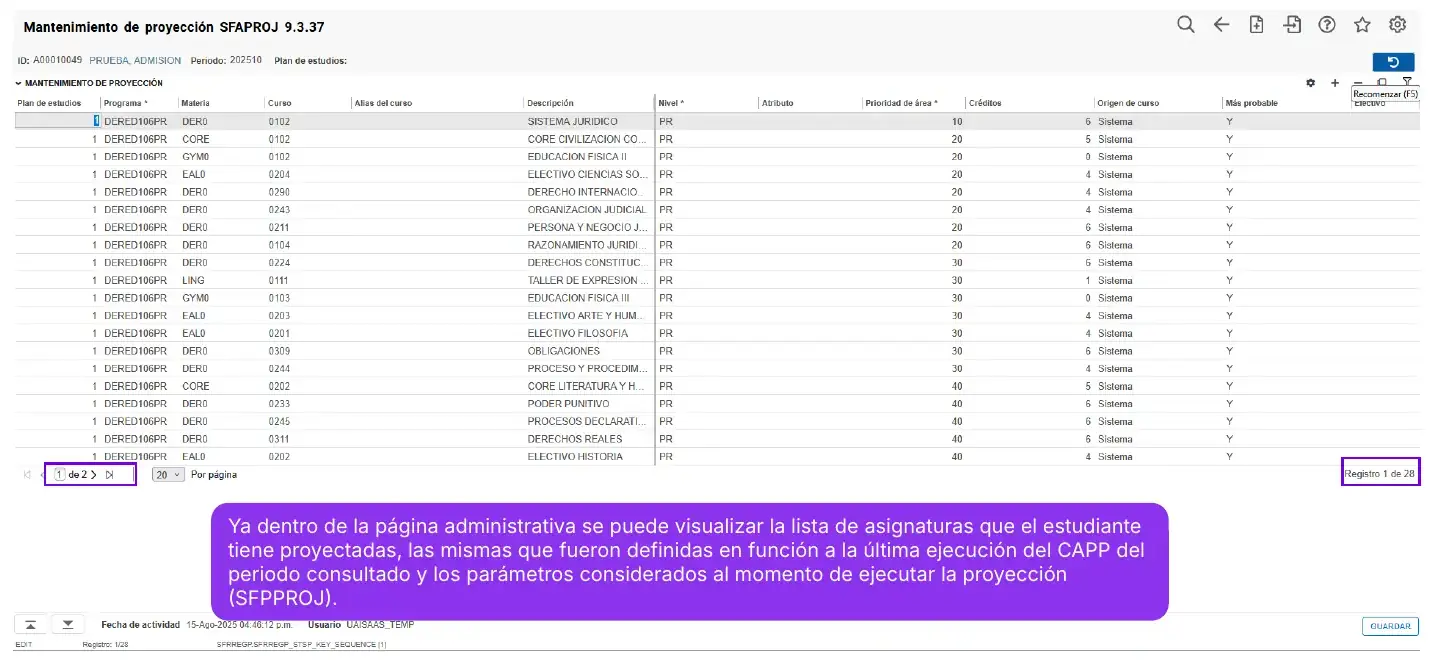 Mantenimiento de proyección SFAPROJ 9.3.37
ID: A00010049 PRUEBA, ADMISION Periodo: 202510 Plan de estudios:
MANTENIMIENTO DE PROYECCIÓN
Recomenzar (F5)
Plan de estudios Programa * Materia Curso Alias del curso Descripción Nivel * Atributo Prioridad de área * Créditos Origen de curso Más probable Efectivo
1 DERED106PR DER0 0102 SISTEMA JURIDICO PR 10 6 Sistema Y
1 DERED106PR CORE 0102 CORE CIVILIZACION CO... PR 20 5 Sistema Y
1 DERED106PR GYM0 0102 EDUCACION FISICA II PR 20 0 Sistema Y
1 DERED106PR EAL0 0204 ELECTIVO CIENCIAS SO... PR 20 4 Sistema Y
1 DERED106PR DER0 0290 DERECHO INTERNACIO... PR 20 4 Sistema Y
1 DERED106PR DER0 0243 ORGANIZACION JUDICIAL PR 20 4 Sistema Y
1 DERED106PR DER0 0211 PERSONA Y NEGOCIO J... PR 20 6 Sistema Y
1 DERED106PR DER0 0104 RAZONAMIENTO JURIDI... PR 20 6 Sistema Y
1 DERED106PR DER0 0224 DERECHOS CONSTITUC... PR 30 6 Sistema Y
1 DERED106PR LING 0111 TALLER DE EXPRESION ... PR 30 1 Sistema Y
1 DERED106PR GYM0 0103 EDUCACION FISICA III PR 30 0 Sistema Y
1 DERED106PR EAL0 0203 ELECTIVO ARTE Y HUM... PR 30 4 Sistema Y
1 DERED106PR EAL0 0201 ELECTIVO FILOSOFIA PR 30 4 Sistema Y
1 DERED106PR DER0 0309 OBLIGACIONES PR 30 6 Sistema Y
1 DERED106PR DER0 0244 PROCESO Y PROCEDIM... PR 30 4 Sistema Y
1 DERED106PR CORE 0202 CORE LITERATURA Y H... PR 40 5 Sistema Y
1 DERED106PR DER0 0233 PODER PUNITIVO PR 40 6 Sistema Y
1 DERED106PR DER0 0245 PROCESOS DECLARATI... PR 40 6 Sistema Y
1 DERED106PR DER0 0311 DERECHOS REALES PR 40 6 Sistema Y
1 DERED106PR EAL0 0202 ELECTIVO HISTORIA PR 40 4 Sistema Y
1 de 2 20 Por página Registro 1 de 28
Ya dentro de la página administrativa se puede visualizar la lista de asignaturas que el estudiante
tiene proyectadas, las mismas que fueron definidas en función a la última ejecución del CAPP del
periodo consultado y los parámetros considerados al momento de ejecutar la proyección
(SFPPROJ).
Fecha de actividad 15-Ago-2025 04:46:12 p.m. Usuario UAISAAS_TEMP GUARDAR
EDIT Registro: 1/28 SFRREGP.SFRREGP_STSP_KEY_SEQUENCE [1]